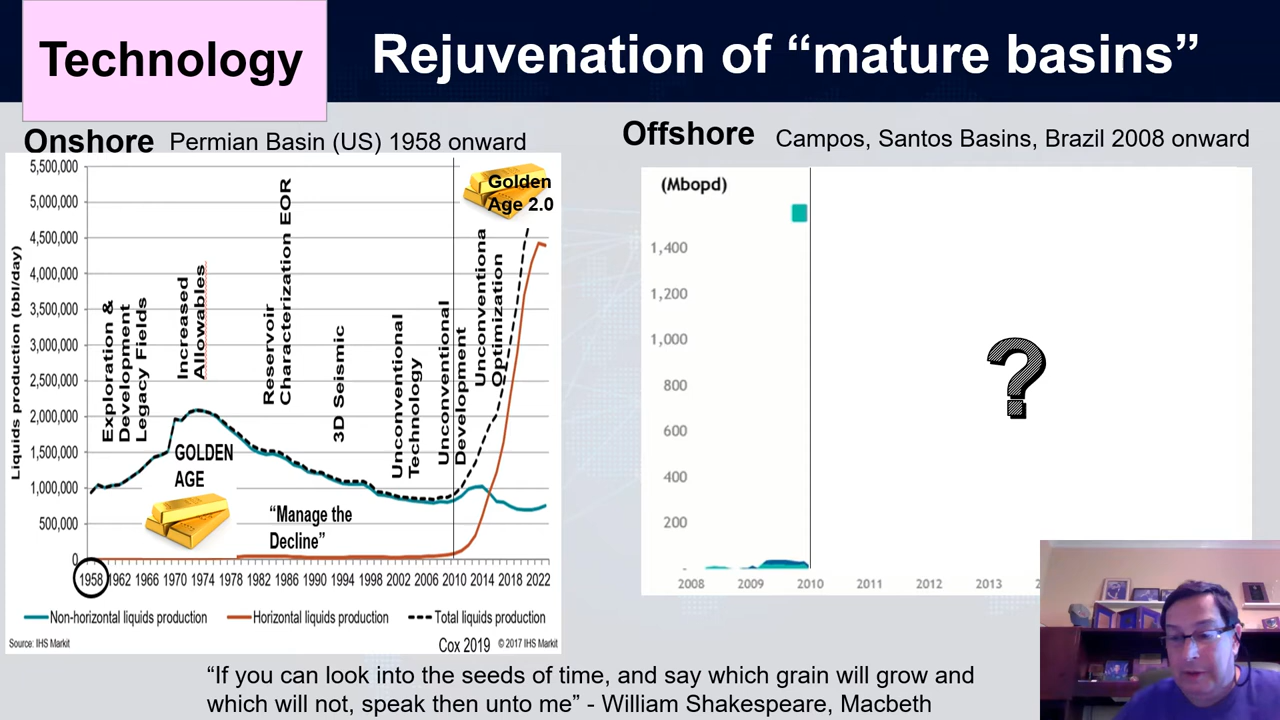 Technology
Rejuvenation of “mature basins”
Onshore Permian Basin (US) 1958 onward
5,500,000
5,000,000
4,500,000
4,000,000
3,500,000
3,000,000
2,500,000
2,000,000
1,500,000
1,000,000
500,000
0
Liquids production (bbl/day)
Exploration &
Development
Legacy Fields
Increased
Allowables
Reservoir
Characterization EOR
3D Seismic
Unconventional
Technology
Unconventional
Development
Unconventiona
Optimization
Golden
Age 2.0
GOLDEN
AGE
“Manage the
Decline”
1958 1962 1966 1970 1974 1978 1982 1986 1990 1994 1998 2002 2006 2010 2014 2018 2022
Non-horizontal liquids production Horizontal liquids production Total liquids production
Source: IHS Markit Cox 2019 © 2017 IHS Markit
Offshore Campos, Santos Basins, Brazil 2008 onward
(Mbopd)
1,400
1,200
1,000
800
600
400
200
?
2008 2009 2010 2011 2012 2013
“If you can look into the seeds of time, and say which grain will grow and
which will not, speak then unto me” - William Shakespeare, Macbeth